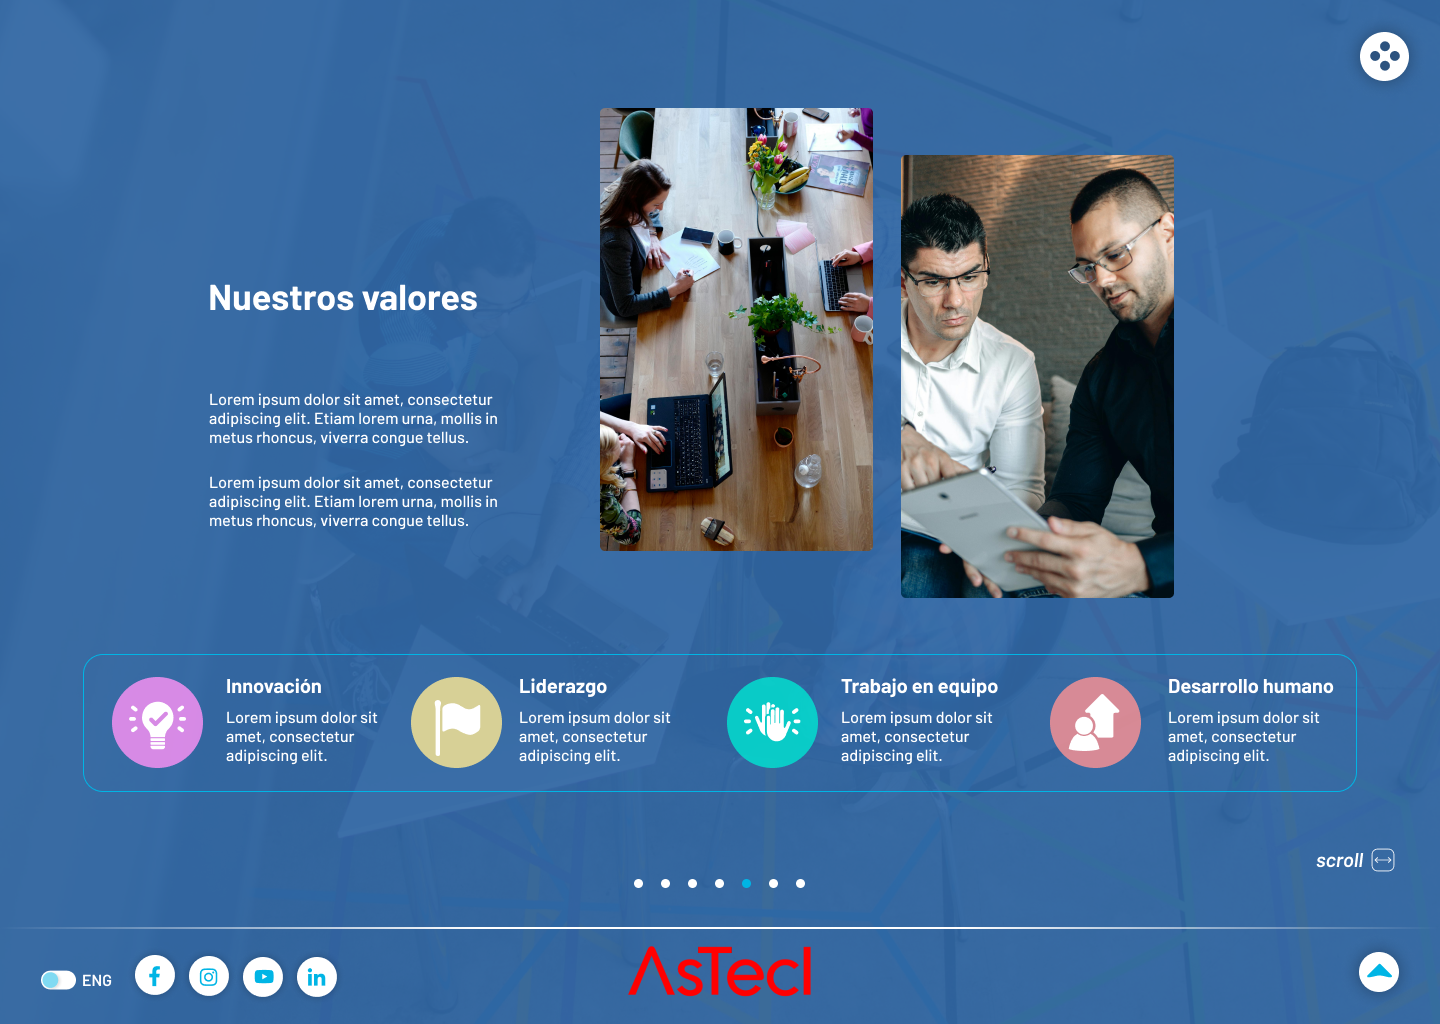 Nuestros valores
Lorem ipsum dolor sit amet, consectetur
adipiscing elit. Etiam lorem urna, mollis in
metus rhoncus, viverra congue tellus.
Lorem ipsum dolor sit amet, consectetur
adipiscing elit. Etiam lorem urna, mollis in
metus rhoncus, viverra congue tellus.
Innovación
Lorem ipsum dolor sit
amet, consectetur
adipiscing elit.
Liderazgo
Lorem ipsum dolor sit
amet, consectetur
adipiscing elit.
Trabajo en equipo
Lorem ipsum dolor sit
amet, consectetur
adipiscing elit.
Desarrollo humano
Lorem ipsum dolor sit
amet, consectetur
adipiscing elit.
scroll
ENG
AsTecI